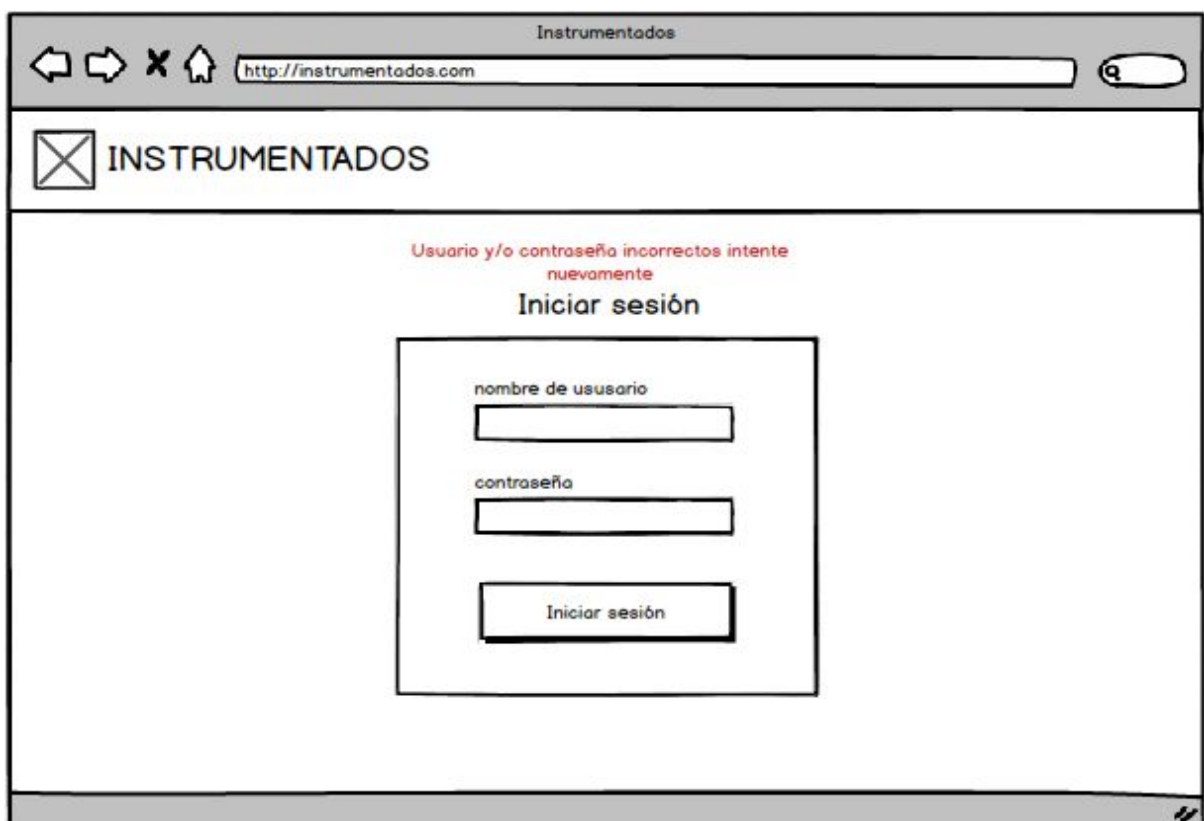 Instrumentados
http://instrumentados.com
INSTRUMENTADOS
Usuario y/o contraseña incorrectos intente
nuevamente
Iniciar sesión
nombre de ususario
contraseña
Iniciar sesión